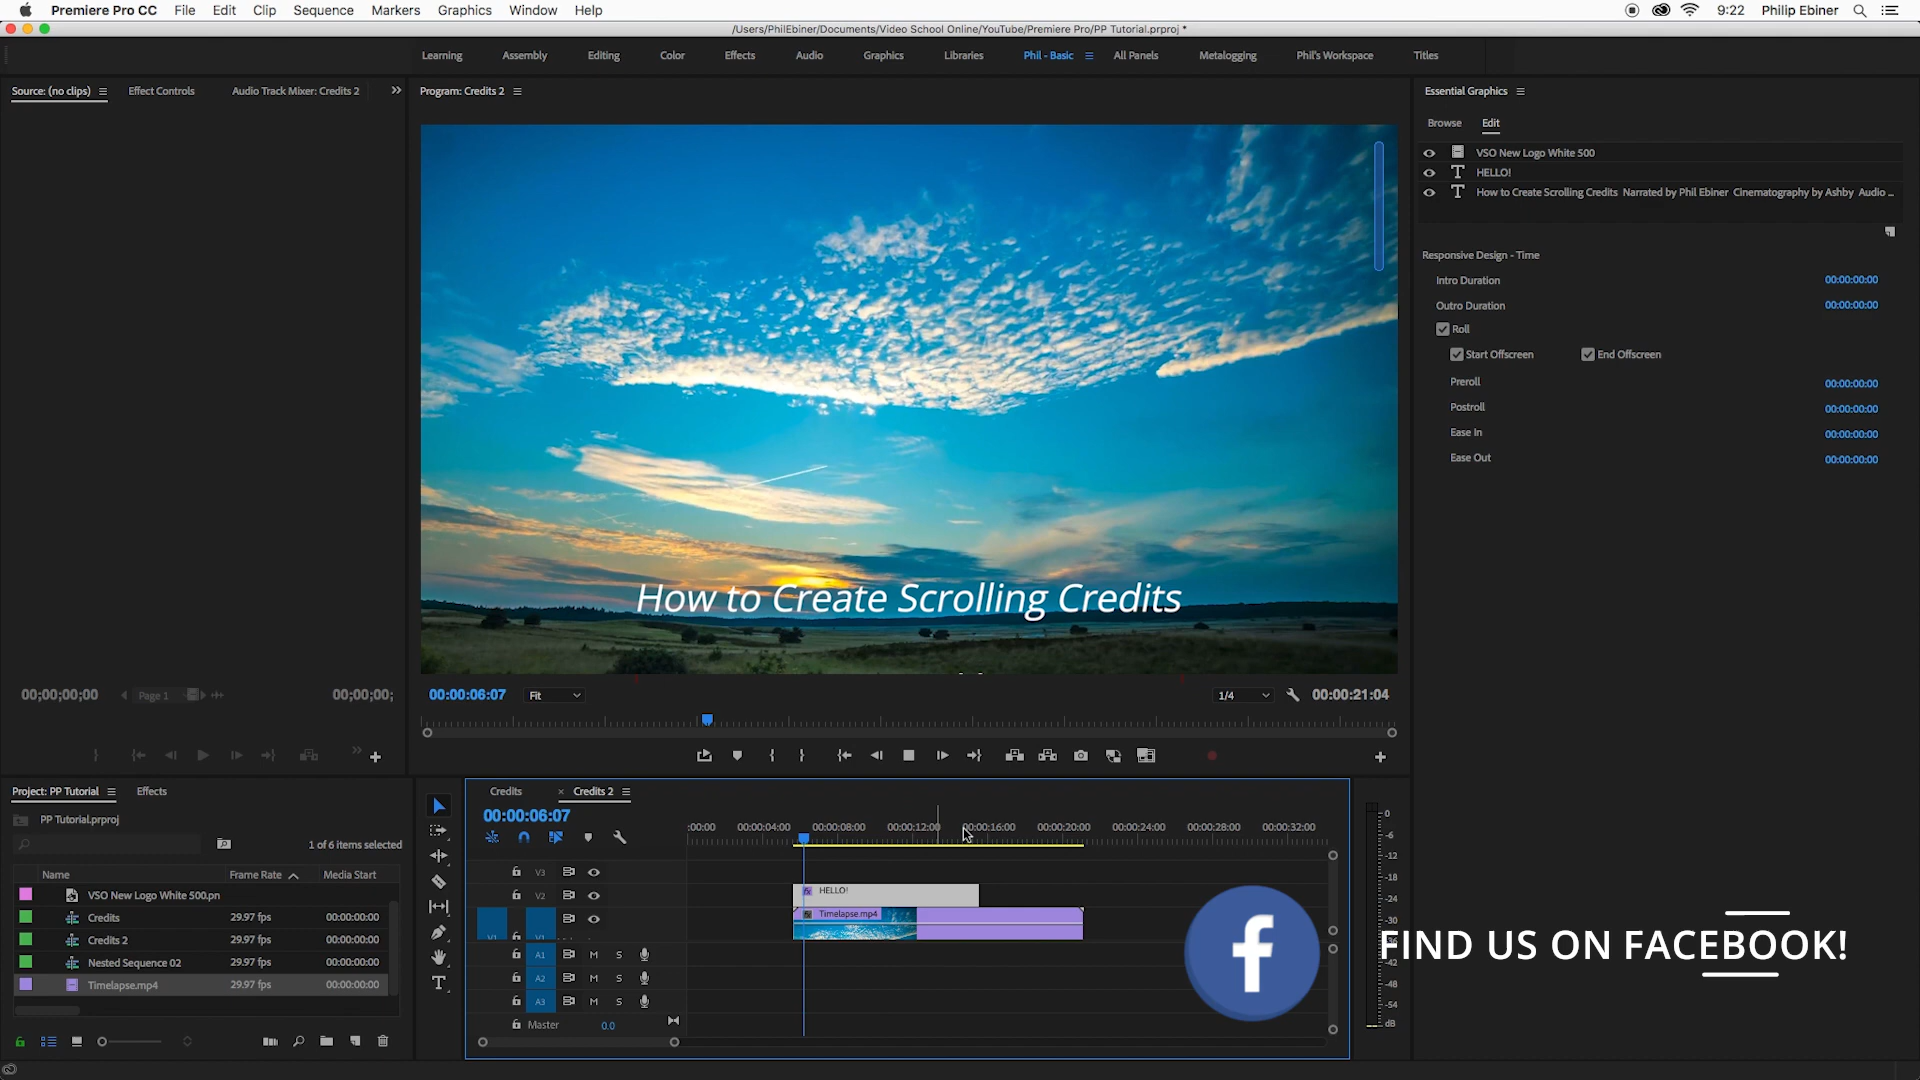 Premiere Pro CC File Edit Clip Sequence Markers Graphics Window Help 9:22 Philip Ebiner
/Users/PhilEbiner/Documents/Video School Online/YouTube/Premiere Pro/PP Tutorial.prproj *
Learning Assembly Editing Color Effects Audio Graphics Libraries Phil - Basic All Panels Metalogging Phil's Workspace Titles
Source: (no clips) Effect Controls Audio Track Mixer: Credits 2
Program: Credits 2
Essential Graphics
Browse Edit
VSO New Logo White 500
HELLO!
How to Create Scrolling Credits Narrated by Phil Ebiner Cinematography by Ashby Audio ...
Responsive Design - Time
Intro Duration 00:00:00:00
Outro Duration 00:00:00:00
Roll
Start Offscreen End Offscreen
Preroll 00:00:00:00
Postroll 00:00:00:00
Ease In 00:00:00:00
Ease Out 00:00:00:00
How to Create Scrolling Credits
00;00;00;00 Page 1 00;00;00;
00:00:06:07 Fit 1/4 00:00:21:04
Project: PP Tutorial Effects
PP Tutorial.prproj
1 of 6 items selected
Name Frame Rate Media Start
VSO New Logo White 500.pn
Credits 29.97 fps 00:00:00:00
Credits 2 29.97 fps 00:00:00:00
Nested Sequence 02 29.97 fps 00:00:00:00
Timelapse.mp4 29.97 fps 00:00:00:00
Credits × Credits 2
00:00:06:07
:00:00 00:00:04:00 00:00:08:00 00:00:12:00 00:00:16:00 00:00:20:00 00:00:24:00 00:00:28:00 00:00:32:00
V3
V2 HELLO!
V1 V1 Timelapse.mp4
A1 M S
A2 M S
A3 M S
Master 0.0
0
-6
-12
-18
-24
-30
-36
-42
-48
-54
dB
f
FIND US ON FACEBOOK!